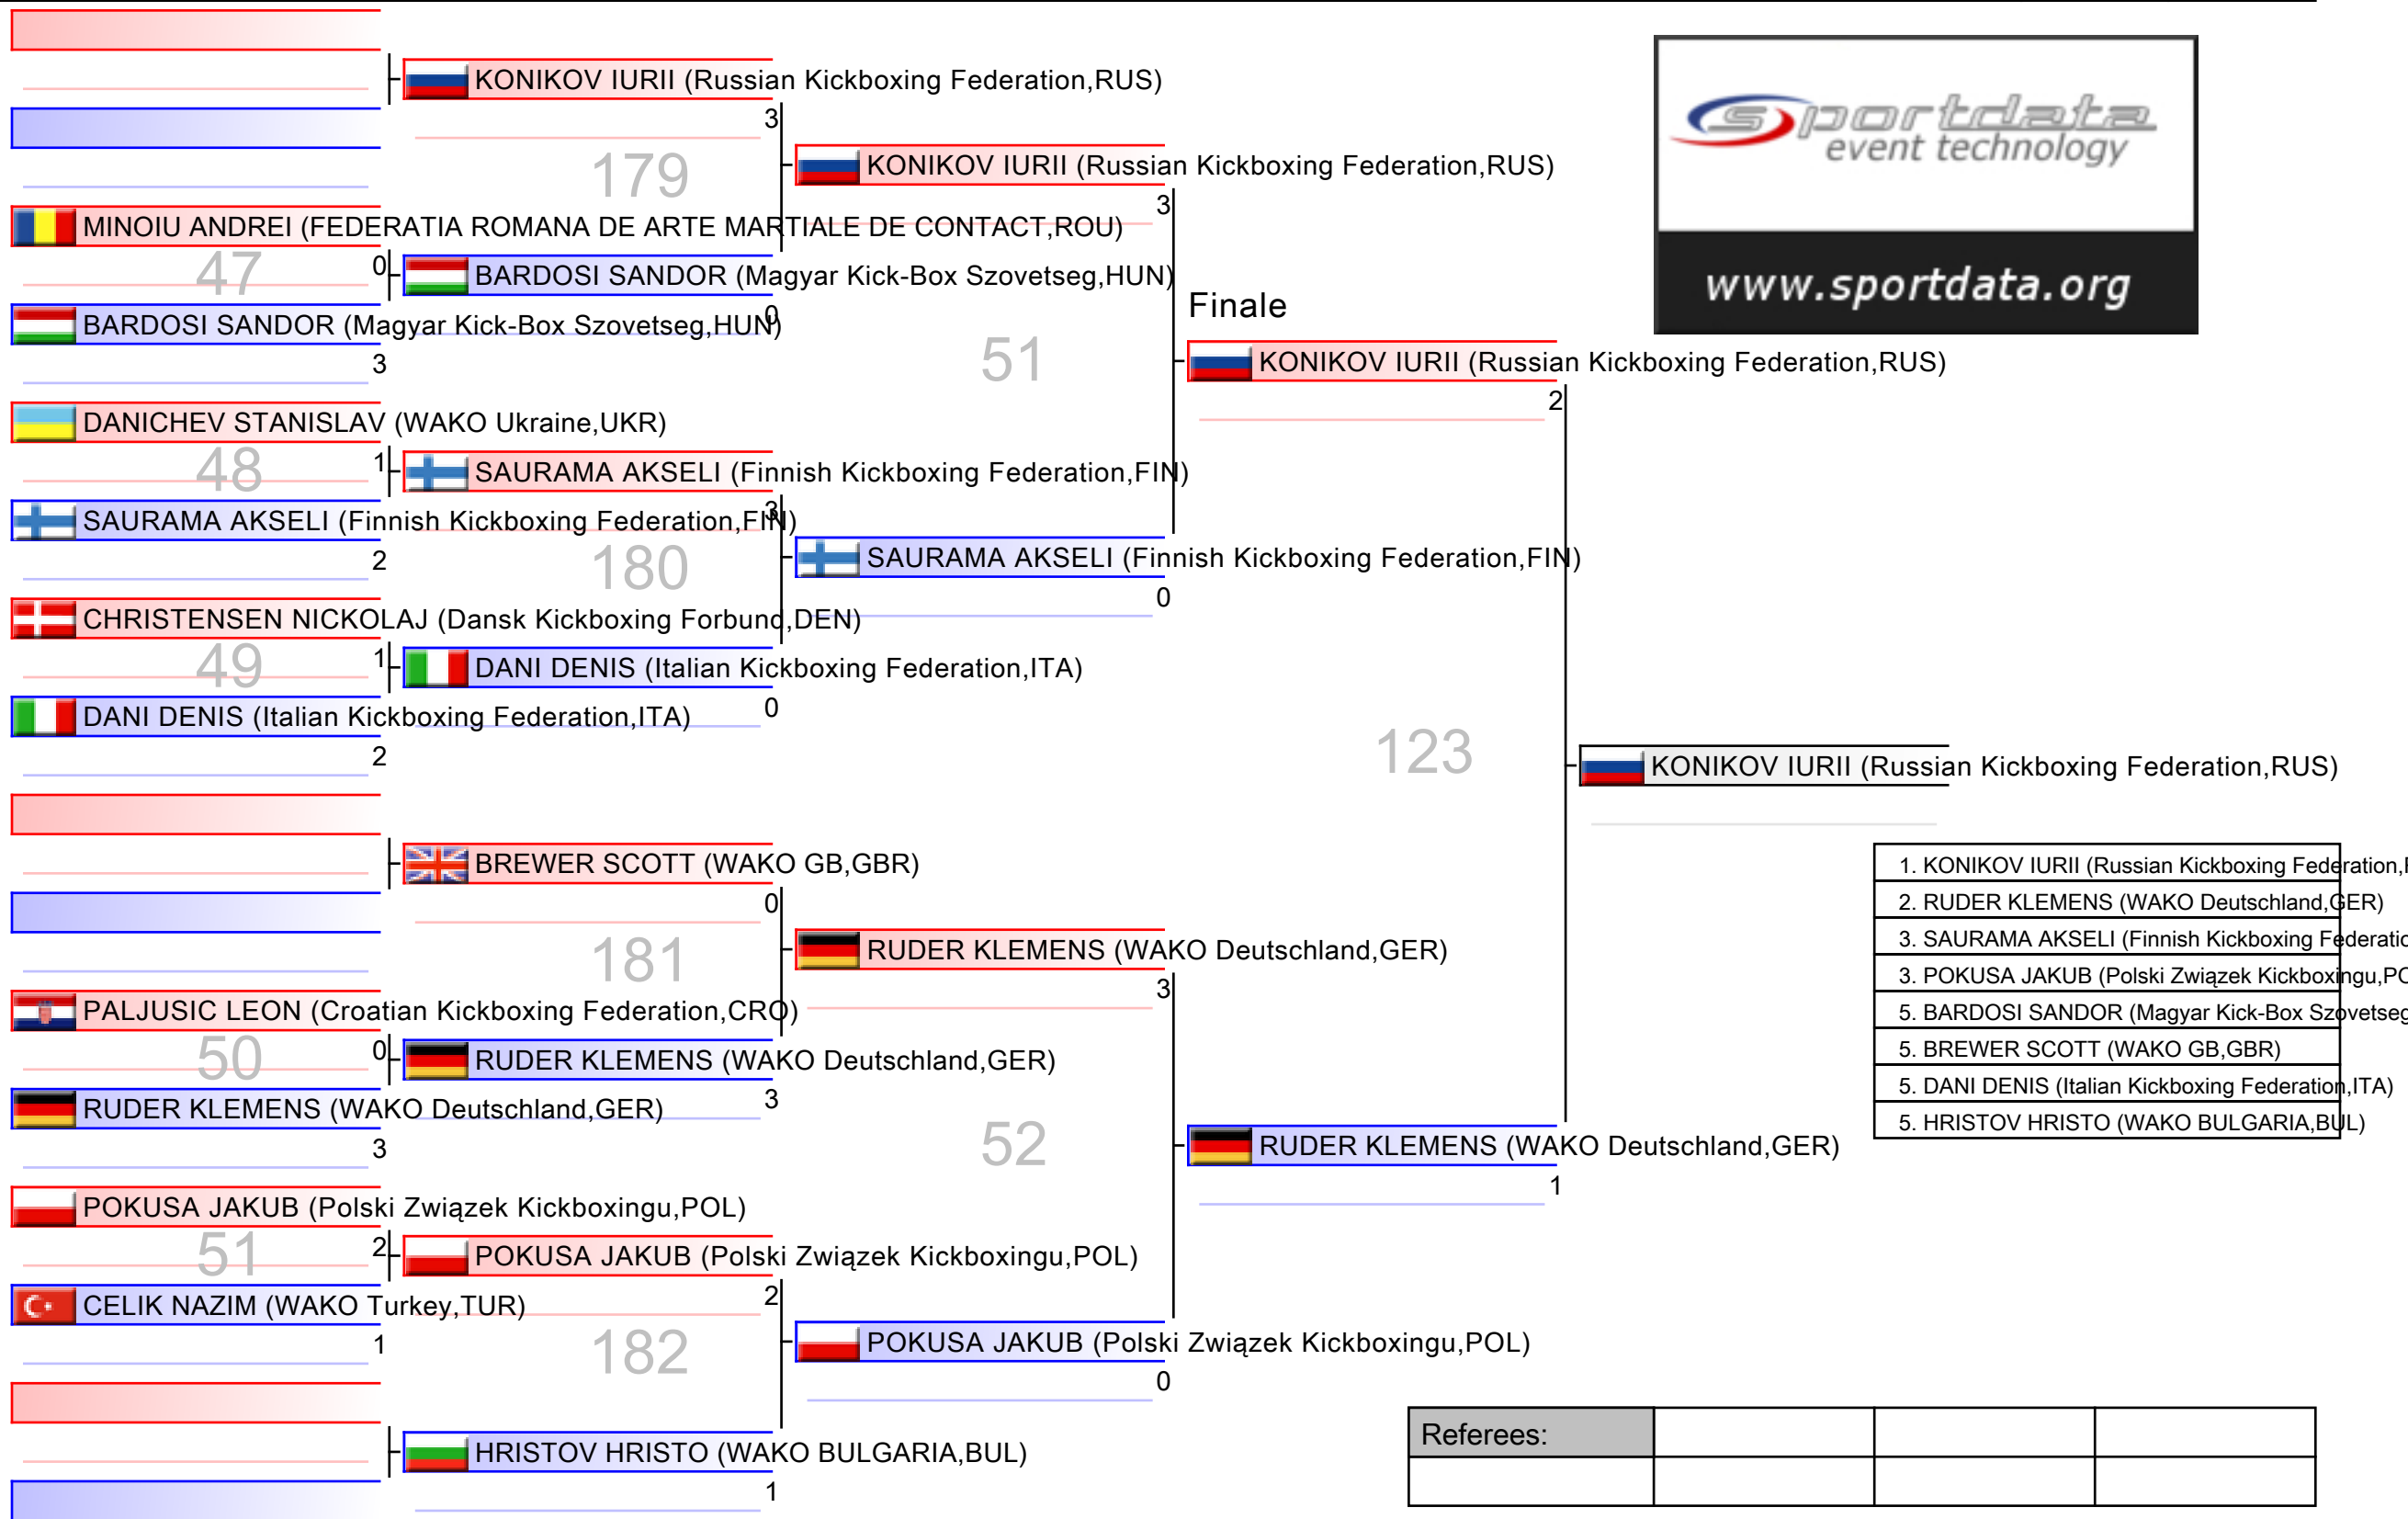 KONIKOV IURII (Russian Kickboxing Federation,RUS)
3
179
KONIKOV IURII (Russian Kickboxing Federation,RUS)
3
MINOIU ANDREI (FEDERATIA ROMANA DE ARTE MARTIALE DE CONTACT,ROU)
47
0
BARDOSI SANDOR (Magyar Kick-Box Szovetseg,HUN)
0
BARDOSI SANDOR (Magyar Kick-Box Szovetseg,HUN)
3
51
Finale
KONIKOV IURII (Russian Kickboxing Federation,RUS)
2
DANICHEV STANISLAV (WAKO Ukraine,UKR)
48
1
SAURAMA AKSELI (Finnish Kickboxing Federation,FIN)
3
SAURAMA AKSELI (Finnish Kickboxing Federation,FIN)
2
180
SAURAMA AKSELI (Finnish Kickboxing Federation,FIN)
0
CHRISTENSEN NICKOLAJ (Dansk Kickboxing Forbund,DEN)
49
1
DANI DENIS (Italian Kickboxing Federation,ITA)
0
DANI DENIS (Italian Kickboxing Federation,ITA)
2
123
KONIKOV IURII (Russian Kickboxing Federation,RUS)
BREWER SCOTT (WAKO GB,GBR)
0
181
RUDER KLEMENS (WAKO Deutschland,GER)
3
PALJUSIC LEON (Croatian Kickboxing Federation,CRO)
50
0
RUDER KLEMENS (WAKO Deutschland,GER)
3
RUDER KLEMENS (WAKO Deutschland,GER)
3
52
RUDER KLEMENS (WAKO Deutschland,GER)
1
POKUSA JAKUB (Polski Związek Kickboxingu,POL)
51
2
POKUSA JAKUB (Polski Związek Kickboxingu,POL)
2
CELIK NAZIM (WAKO Turkey,TUR)
1
182
POKUSA JAKUB (Polski Związek Kickboxingu,POL)
0
HRISTOV HRISTO (WAKO BULGARIA,BUL)
1
sportdata
event technology
www.sportdata.org
1. KONIKOV IURII (Russian Kickboxing Federation,
2. RUDER KLEMENS (WAKO Deutschland,GER)
3. SAURAMA AKSELI (Finnish Kickboxing Federatio
3. POKUSA JAKUB (Polski Związek Kickboxingu,PO
5. BARDOSI SANDOR (Magyar Kick-Box Szovetseg
5. BREWER SCOTT (WAKO GB,GBR)
5. DANI DENIS (Italian Kickboxing Federation,ITA)
5. HRISTOV HRISTO (WAKO BULGARIA,BUL)
Referees: